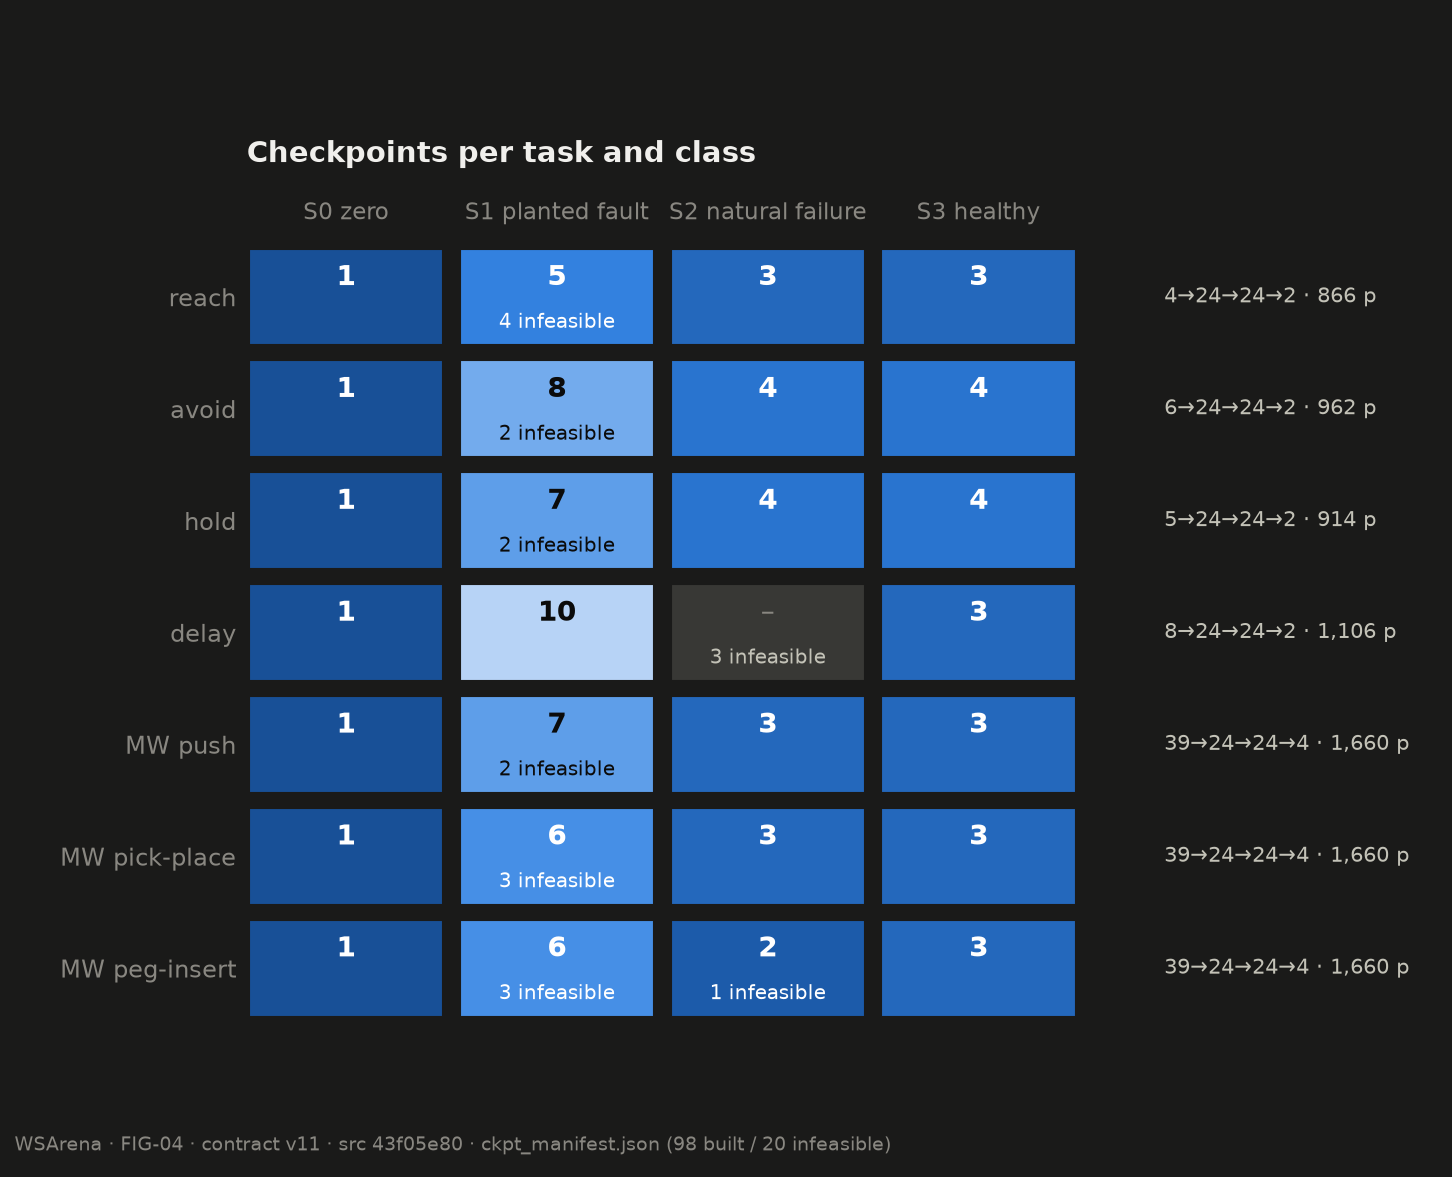 Checkpoints per task and class
S0 zero S1 planted fault S2 natural failure S3 healthy
reach 1 5 3 3 4→24→24→2 · 866 p
4 infeasible
avoid 1 8 4 4 6→24→24→2 · 962 p
2 infeasible
hold 1 7 4 4 5→24→24→2 · 914 p
2 infeasible
delay 1 10 – 3 8→24→24→2 · 1,106 p
3 infeasible
MW push 1 7 3 3 39→24→24→4 · 1,660 p
2 infeasible
MW pick-place 1 6 3 3 39→24→24→4 · 1,660 p
3 infeasible
MW peg-insert 1 6 2 3 39→24→24→4 · 1,660 p
3 infeasible 1 infeasible
WSArena · FIG-04 · contract v11 · src 43f05e80 · ckpt_manifest.json (98 built / 20 infeasible)